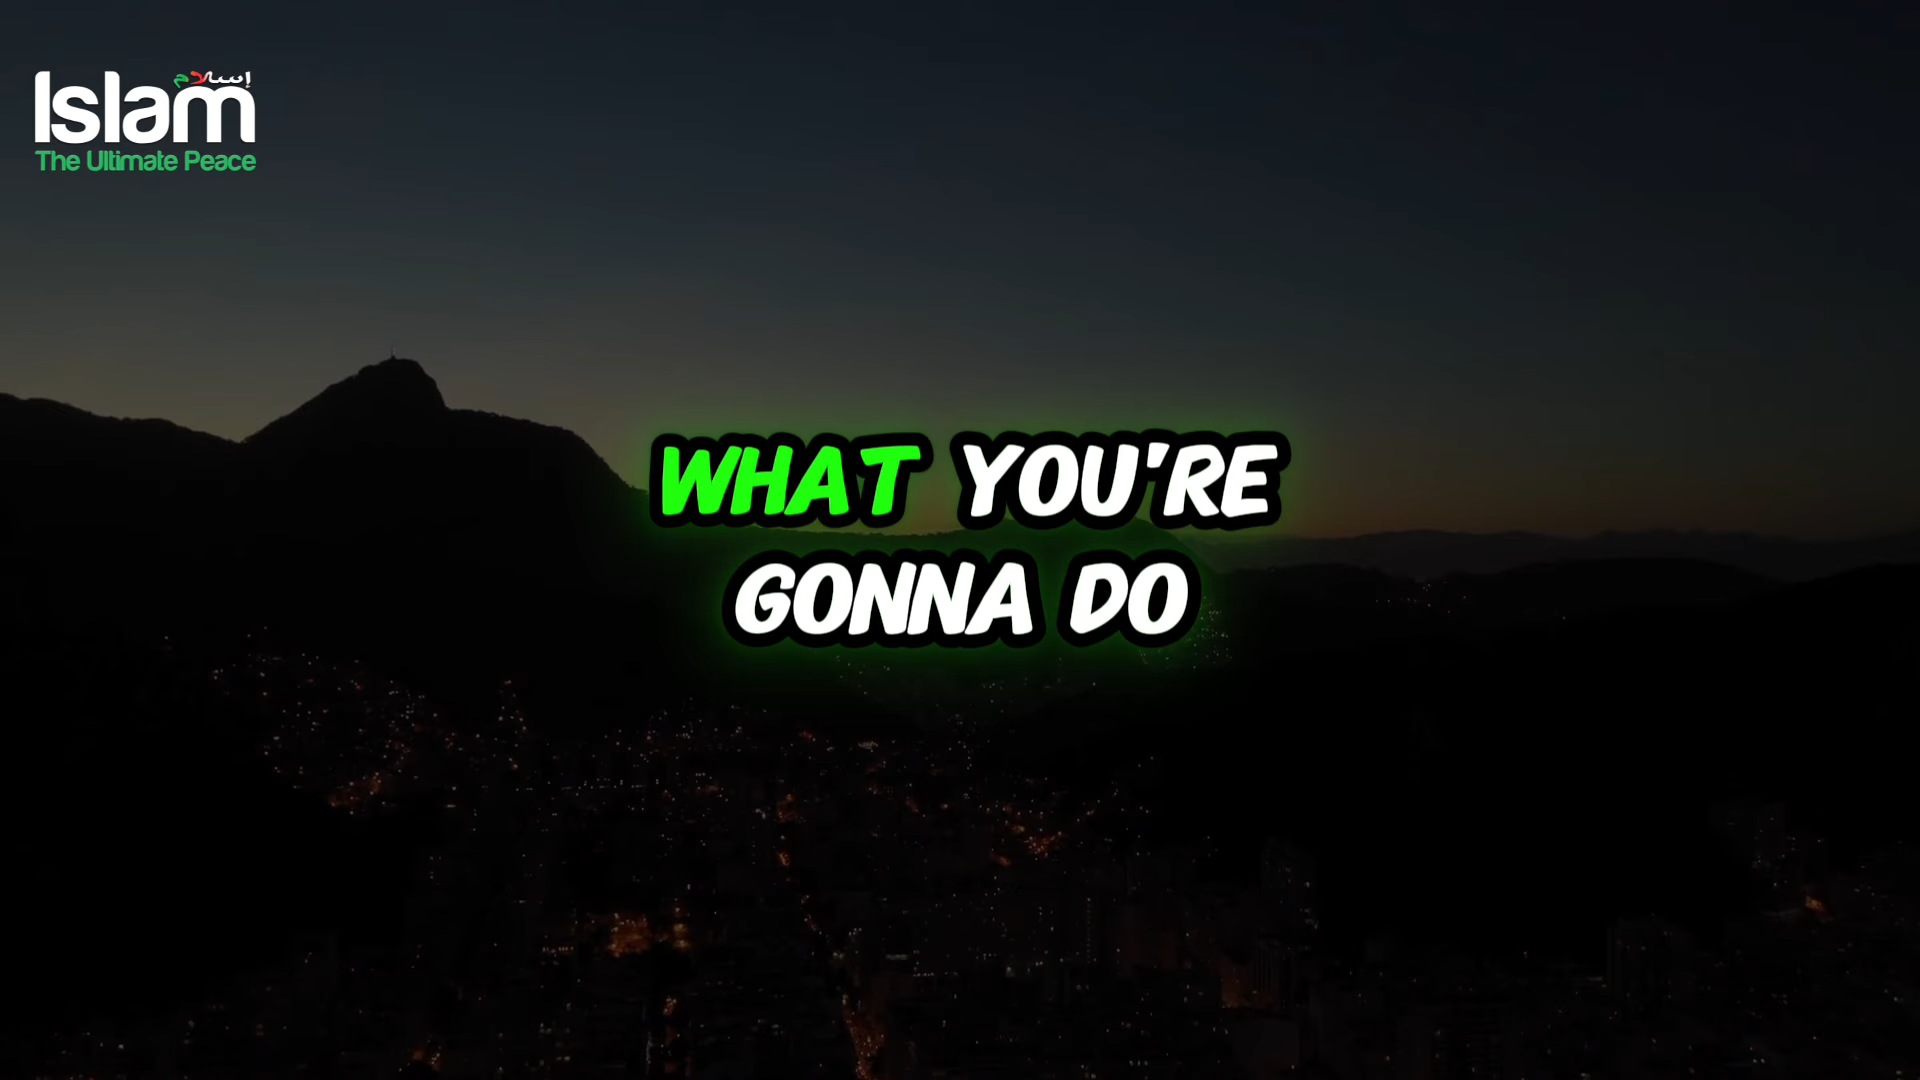 إسلام
Islam
The Ultimate Peace
WHAT YOU'RE
GONNA DO